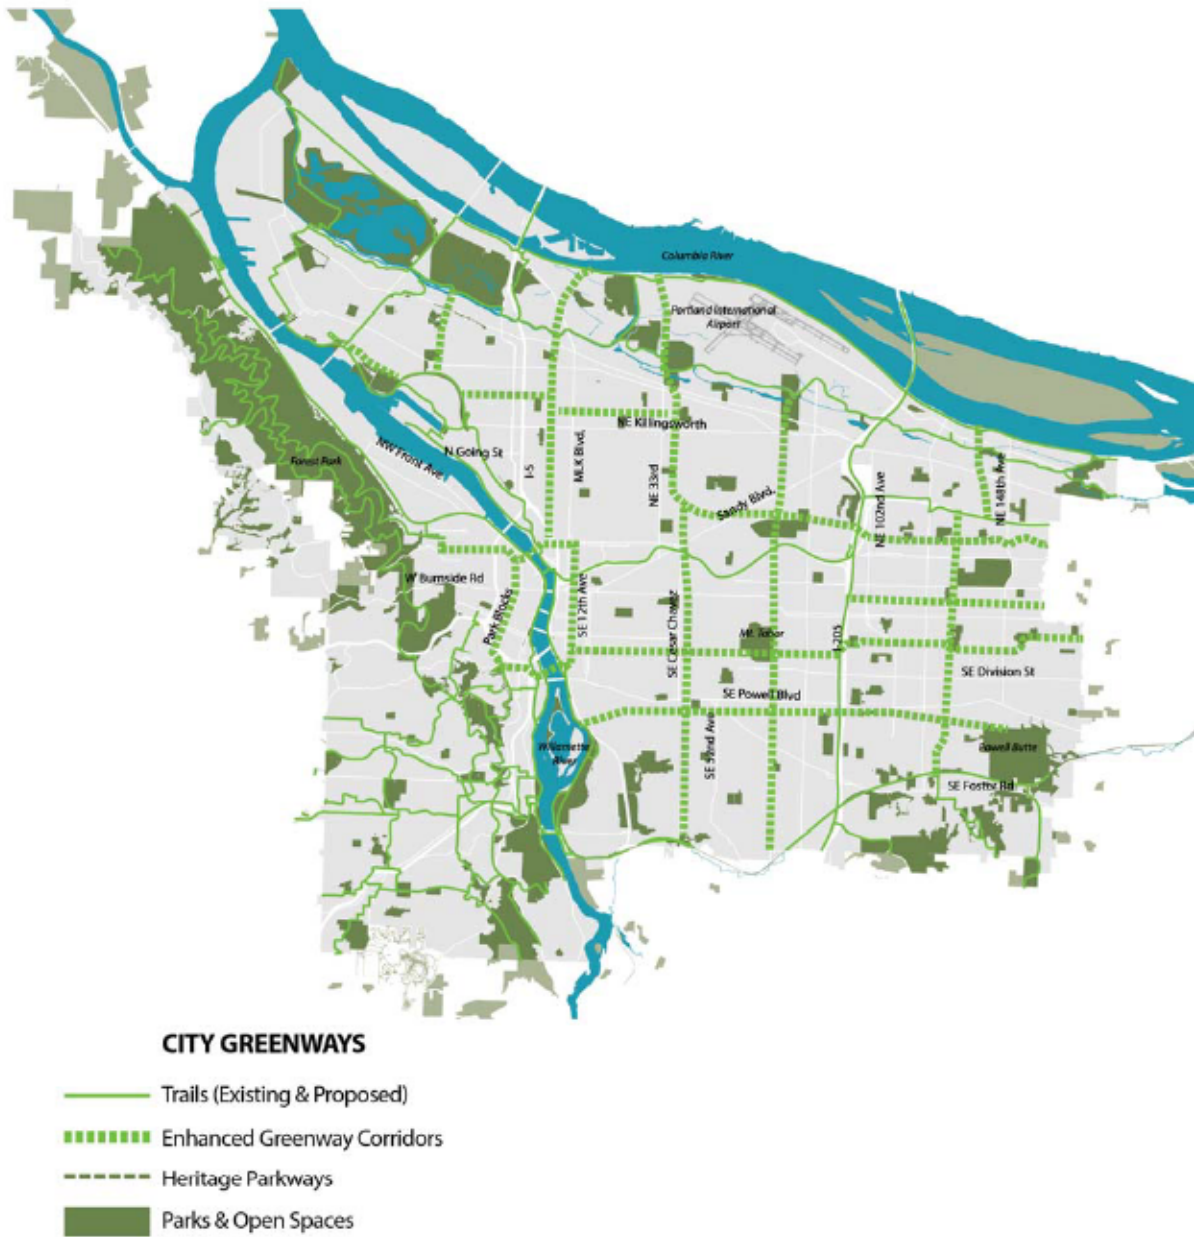 Columbia River
Portland International
Airport
NE Killingsworth
N Going St
NW Front Ave
Forest Park
I-5
MLK Blvd,
NE 33rd
Sandy Blvd,
NE 102nd Ave
NE 148th Ave
W Burnside Rd
Park Blocks
SE 12th Ave
SE Cesar Chavez
Mt. Tabor
I-205
SE Division St
SE Powell Blvd
SE 52nd Ave
Willamette
River
Powell Butte
SE Foster Rd
CITY GREENWAYS
Trails (Existing & Proposed)
Enhanced Greenway Corridors
Heritage Parkways
Parks & Open Spaces